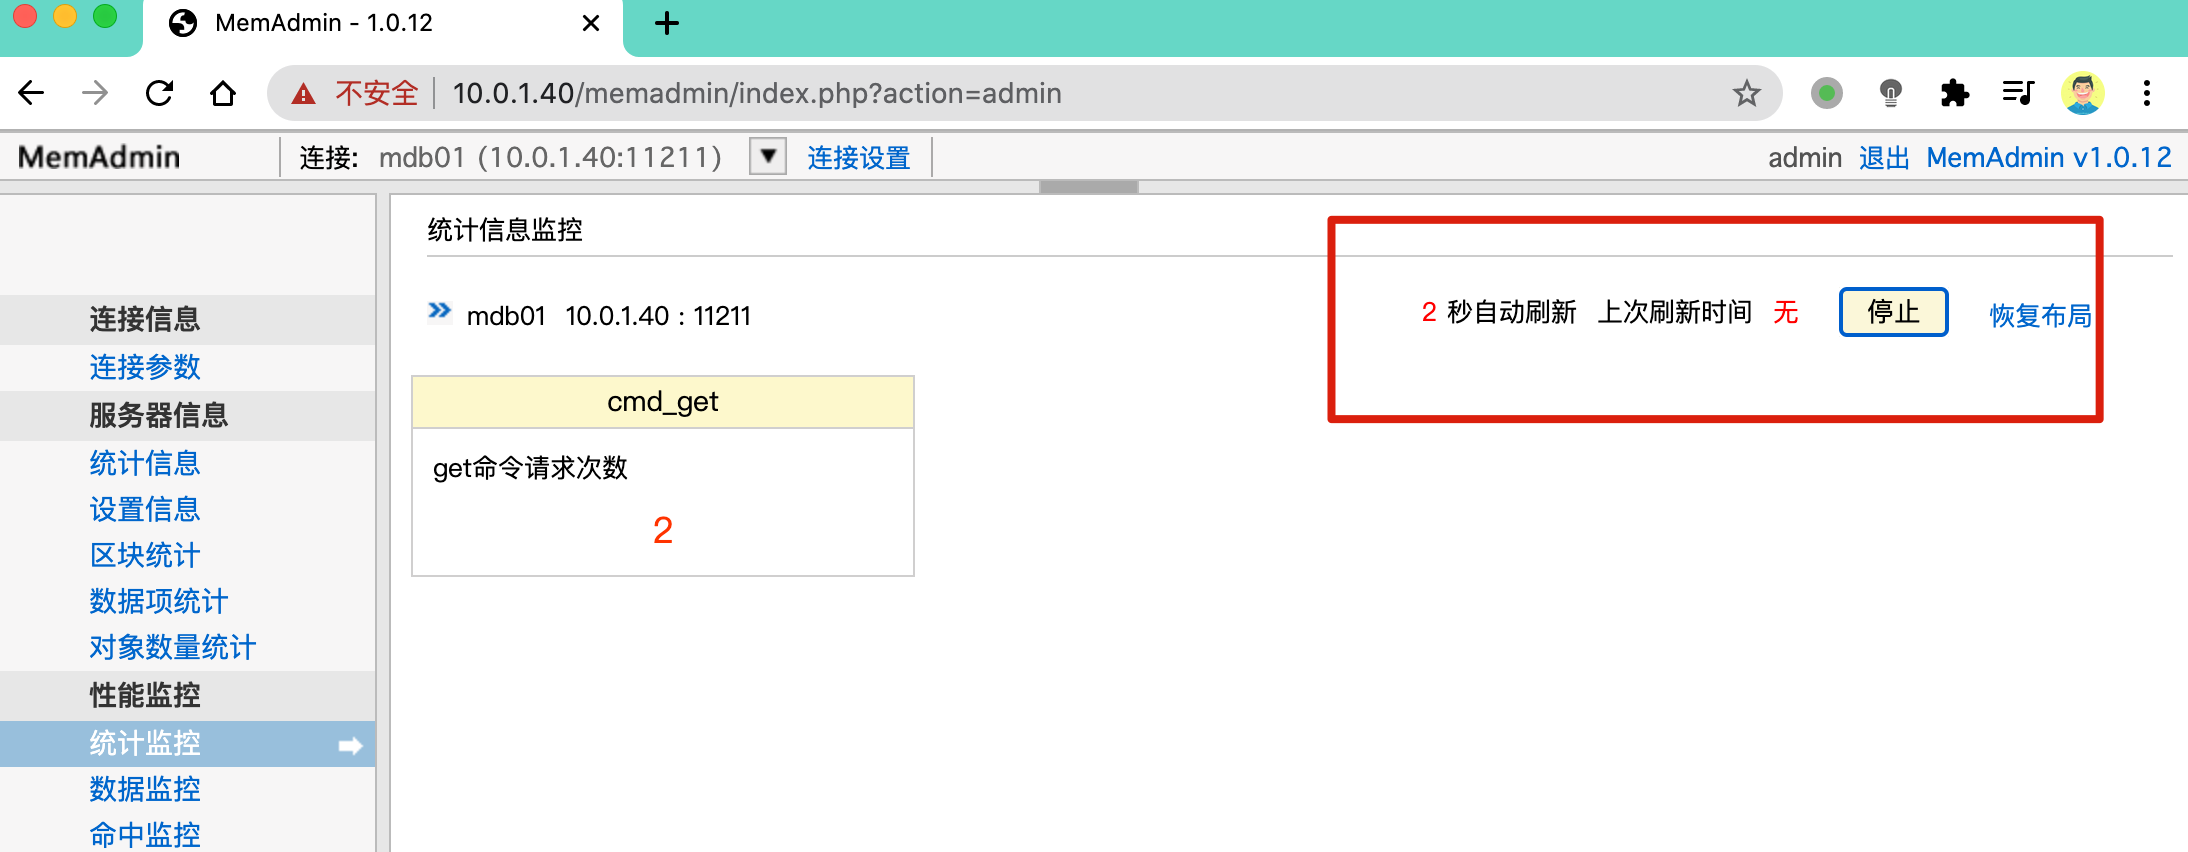 MemAdmin - 1.0.12
不安全 10.0.1.40/memadmin/index.php?action=admin
MemAdmin 连接: mdb01 (10.0.1.40:11211) 连接设置 admin 退出 MemAdmin v1.0.12
统计信息监控
mdb01 10.0.1.40 : 11211 2 秒自动刷新 上次刷新时间 无 停止 恢复布局
cmd_get
get命令请求次数
2
连接信息
连接参数
服务器信息
统计信息
设置信息
区块统计
数据项统计
对象数量统计
性能监控
统计监控
数据监控
命中监控